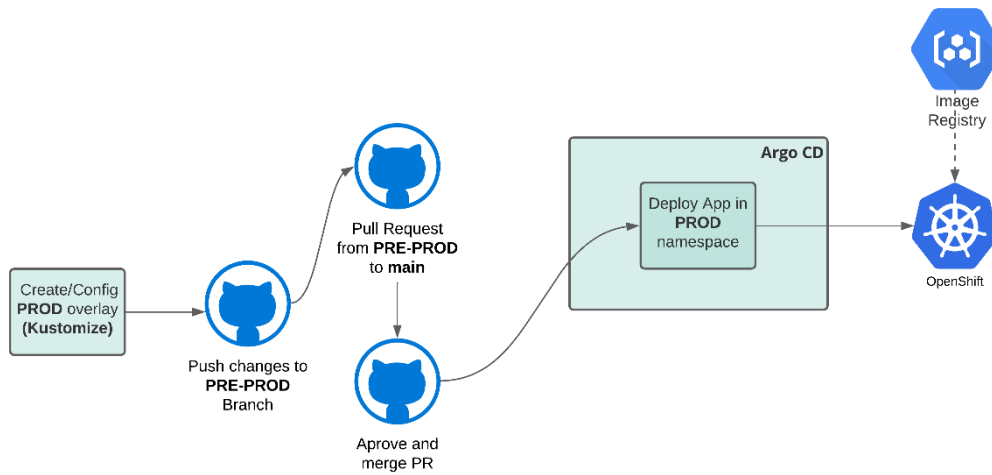 Create/Config
PROD overlay
(Kustomize)
Push changes to
PRE-PROD
Branch
Pull Request
from PRE-PROD
to main
Aprove and
merge PR
Argo CD
Deploy App in
PROD
namespace
Image
Registry
OpenShift